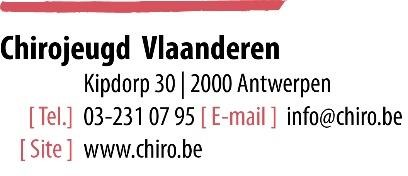 Chirojeugd Vlaanderen
Kipdorp 30 | 2000 Antwerpen
[ Tel.] 03-231 07 95 [ E-mail ] info@chiro.be
[ Site ] www.chiro.be